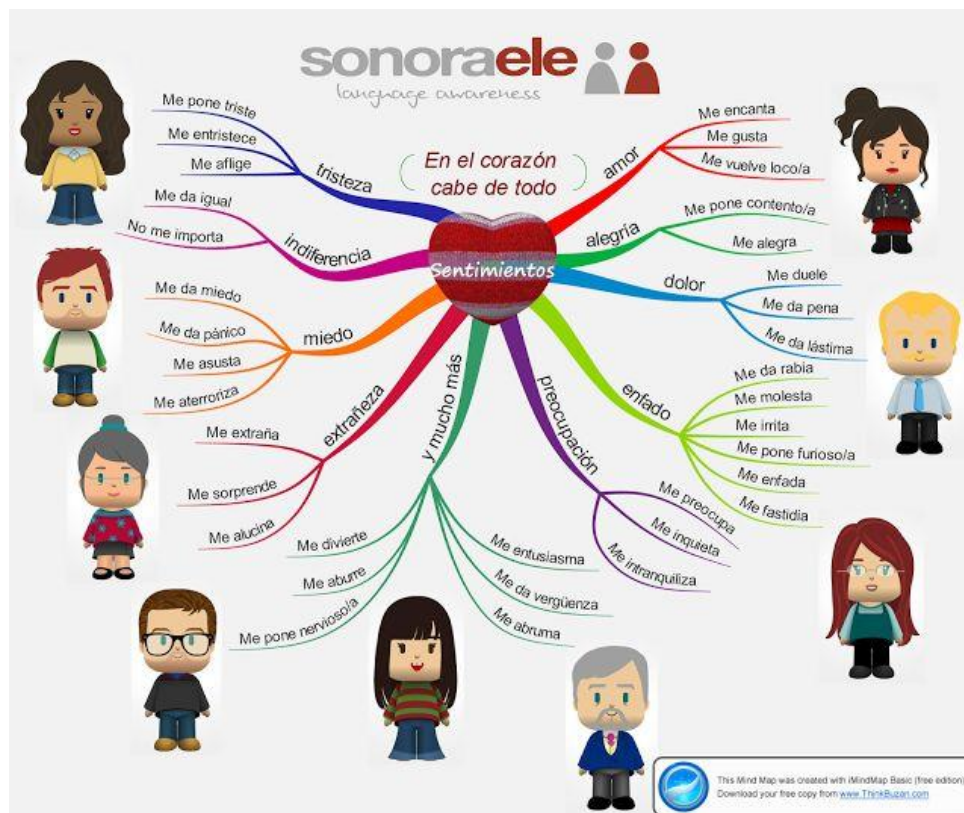 sonoraele
language awareness
En el corazón
cabe de todo
Sentimientos
tristeza
Me pone triste
Me entristece
Me aflige
indiferencia
Me da igual
No me importa
miedo
Me da miedo
Me da pánico
Me asusta
Me aterroriza
extrañeza
Me extraña
Me sorprende
Me alucina
y mucho más
Me divierte
Me aburre
Me pone nervioso/a
Me entusiasma
Me da vergüenza
Me abruma
preocupación
Me preocupa
Me inquieta
Me intranquiliza
enfado
Me da rabia
Me molesta
Me irrita
Me pone furioso/a
Me enfada
Me fastidia
dolor
Me duele
Me da pena
Me da lástima
alegría
Me pone contento/a
Me alegra
amor
Me encanta
Me gusta
Me vuelve loco/a
This Mind Map was created with iMindMap Basic (free edition)
Download your free copy from www.ThinkBuzan.com